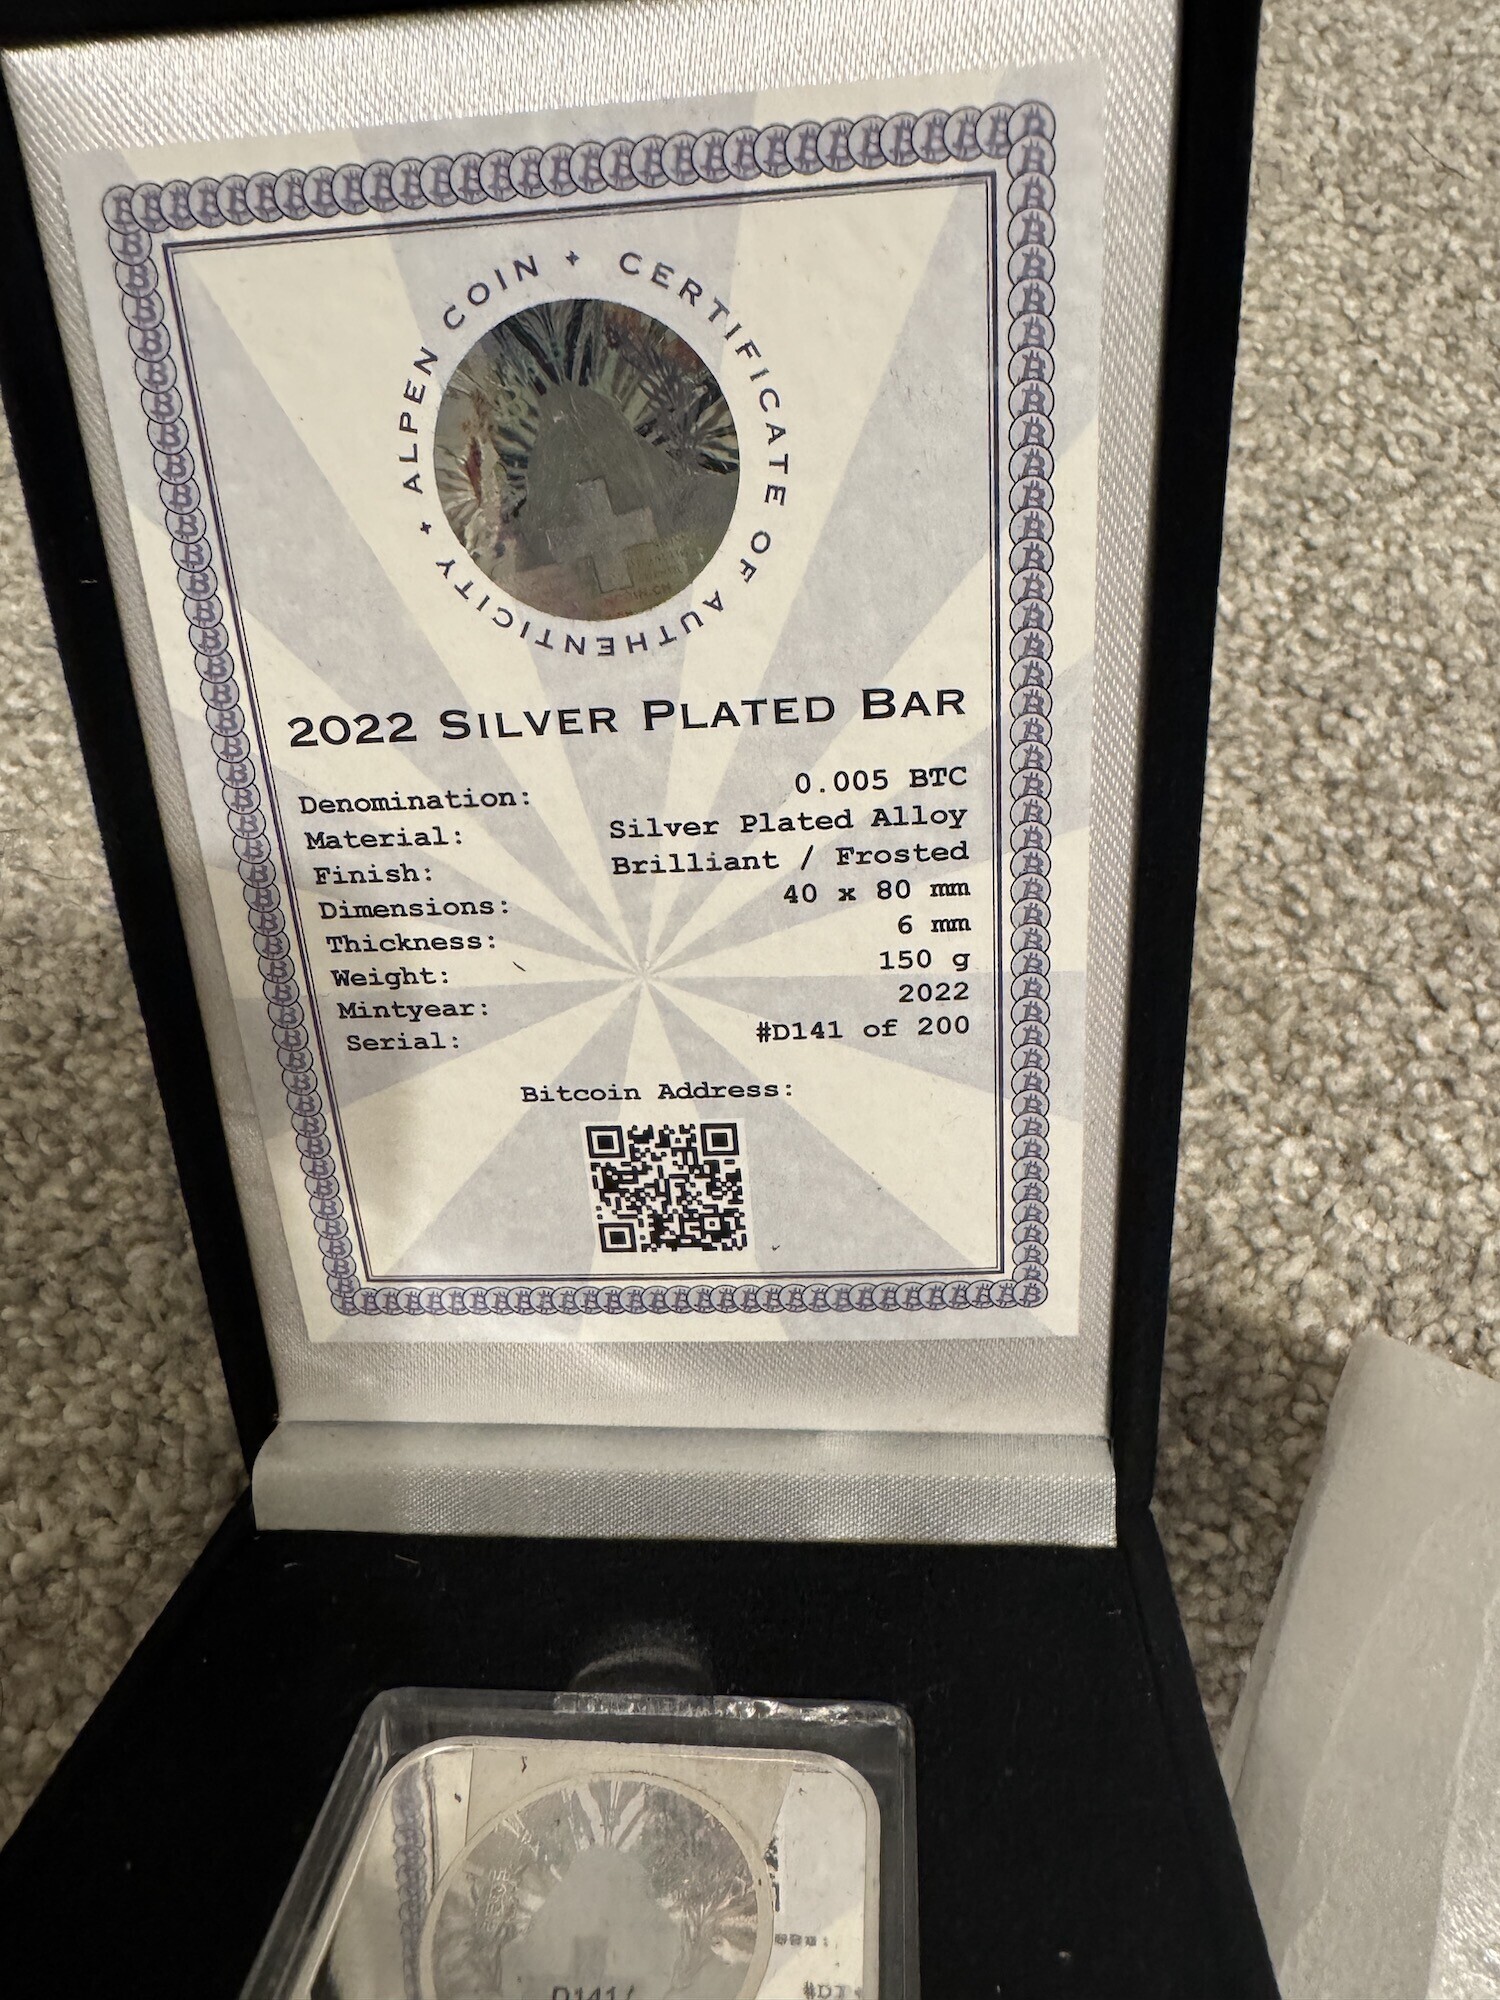 ALPEN COIN + CERTIFICATE OF AUTHENTICITY +
2022 SILVER PLATED BAR
Denomination: 0.005 BTC
Material: Silver Plated Alloy
Finish: Brilliant / Frosted
Dimensions: 40 x 80 mm
Thickness: 6 mm
Weight: 150 g
Mintyear: 2022
Serial: #D141 of 200
Bitcoin Address:
D141/